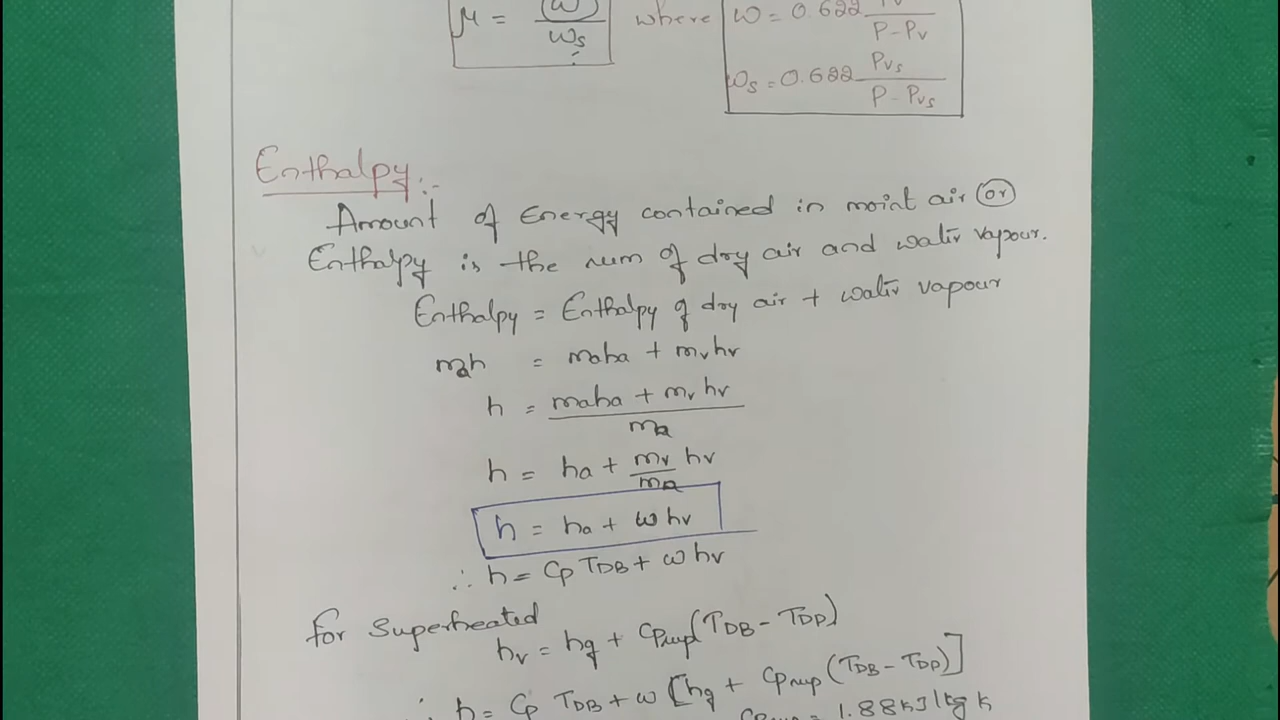 μ = (ω) / ωs where ω = 0.622 Pv / P - Pv
?
ωs = 0.622 Pvs / P - Pvs
Enthalpy :-
Amount of Energy contained in moist air (or)
Enthalpy is the sum of dry air and water vapour.
Enthalpy = Enthalpy of dry air + water vapour
mah = maha + mvhv
h = maha + mvhv / ma
h = ha + mv/ma hv
h = ha + ω hv
∴ h = Cp TDB + ω hv
for Superheated
hv = hg + Cpsup(TDB - TDP)
∴ h = Cp TDB + ω [hg + Cpsup (TDB - TDP)]
= 1.88 KJ/kg K